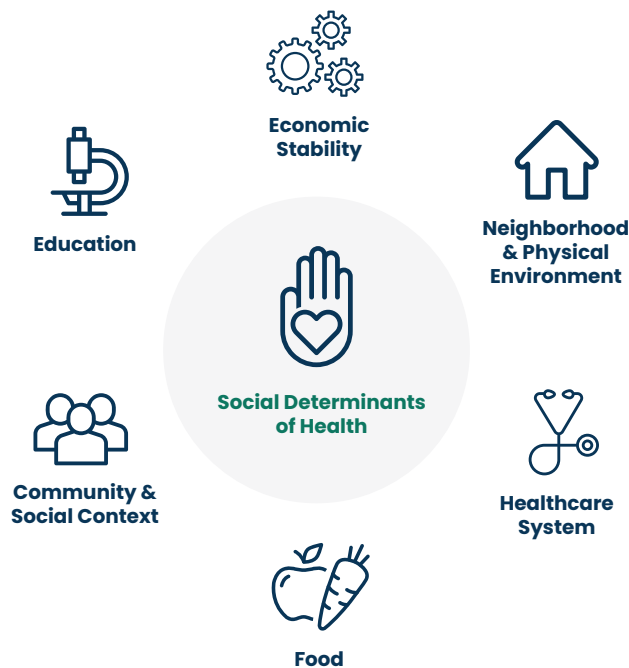 Economic
Stability
Education
Neighborhood
& Physical
Environment
Social Determinants
of Health
Community &
Social Context
Healthcare
System
Food